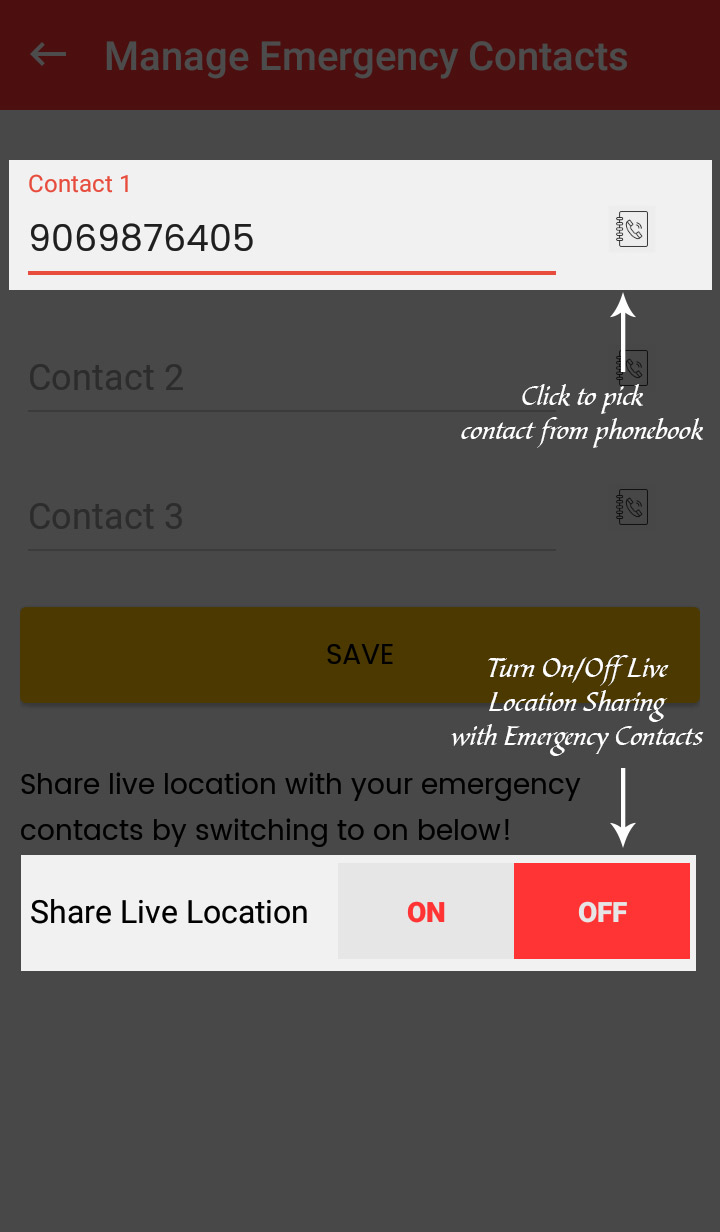 Manage Emergency Contacts
Contact 1
9069876405
Contact 2
Click to pick
contact from phonebook
Contact 3
SAVE
Turn On/Off Live
Location Sharing
with Emergency Contacts
Share live location with your emergency
contacts by switching to on below!
Share Live Location ON OFF